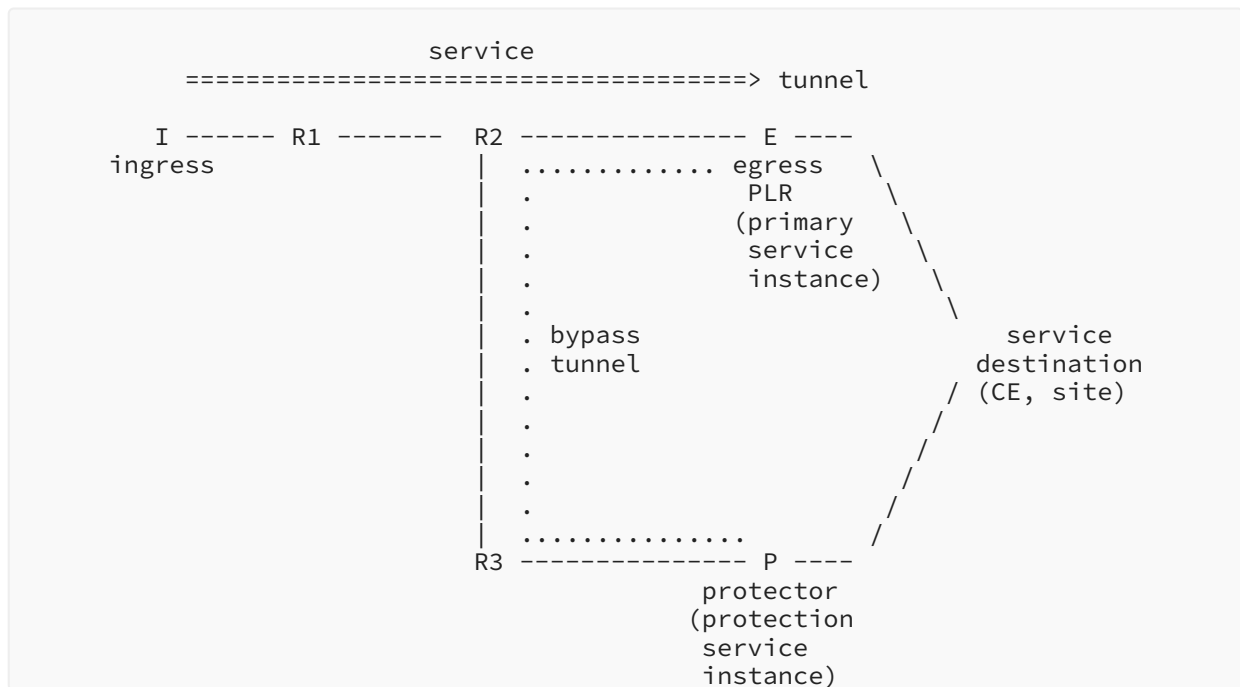 service
=====================================> tunnel
I ------ R1 ------- R2 --------------- E ----
ingress | ............. egress \
| . PLR \
| . (primary \
| . service \
| . instance) \
| . \
| . bypass service
| . tunnel destination
| . / (CE, site)
| . /
| . /
| . /
| . /
| ............... /
R3 --------------- P ----
protector
(protection
service
instance)